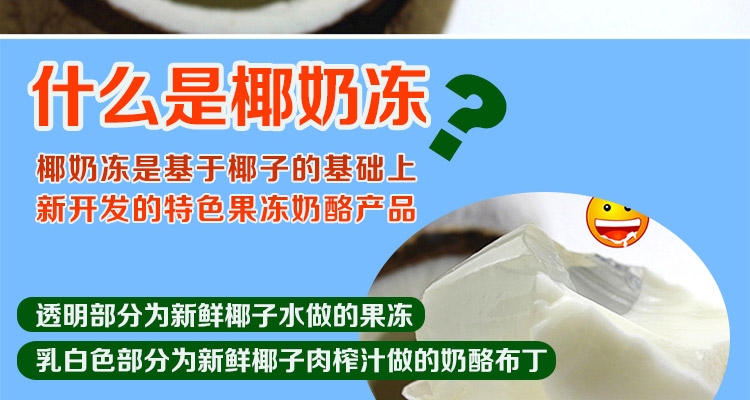 什么是椰奶冻?
椰奶冻是基于椰子的基础上
新开发的特色果冻奶酪产品
透明部分为新鲜椰子水做的果冻
乳白色部分为新鲜椰子肉榨汁做的奶酪布丁